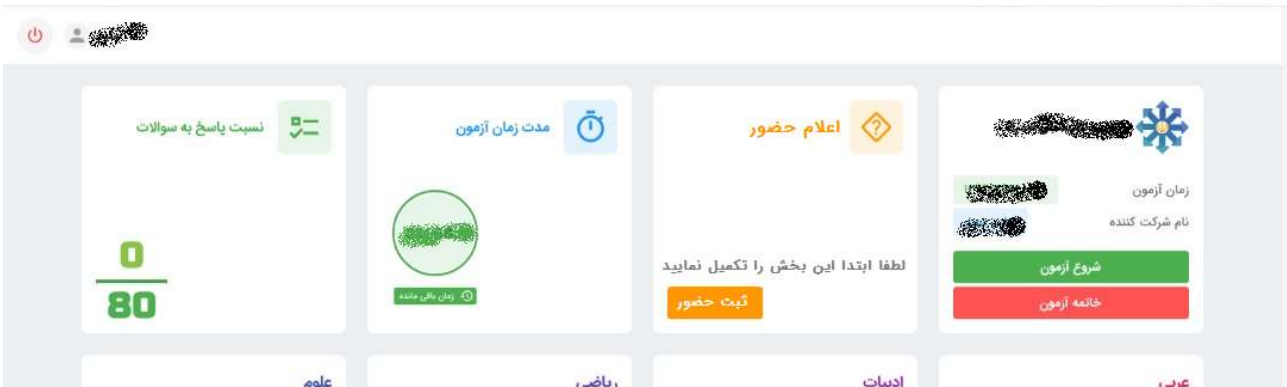 زمان آزمون
نام شرکت کننده
شروع آزمون
خاتمه آزمون
اعلام حضور
لطفا ابتدا این بخش را تکمیل نمایید
ثبت حضور
مدت زمان آزمون
زمان باقی مانده
نسبت پاسخ به سوالات
0
80
عربی
ادبیات
ریاضی
علوم